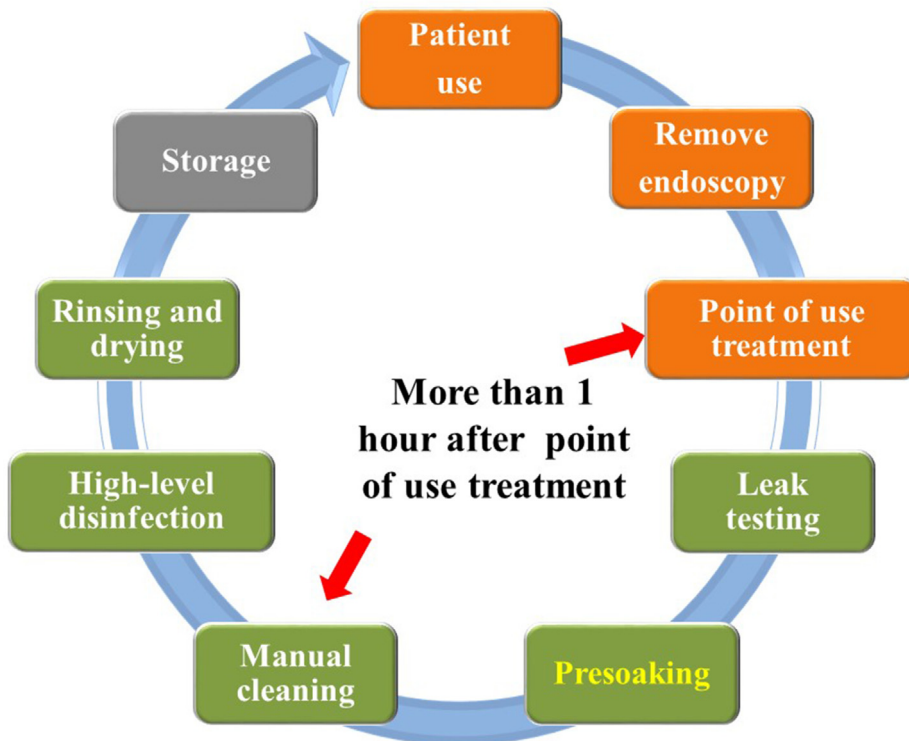 Patient
use
Remove
endoscopy
Point of use
treatment
Leak
testing
Presoaking
Manual
cleaning
High-level
disinfection
Rinsing and
drying
Storage
More than 1
hour after point
of use treatment